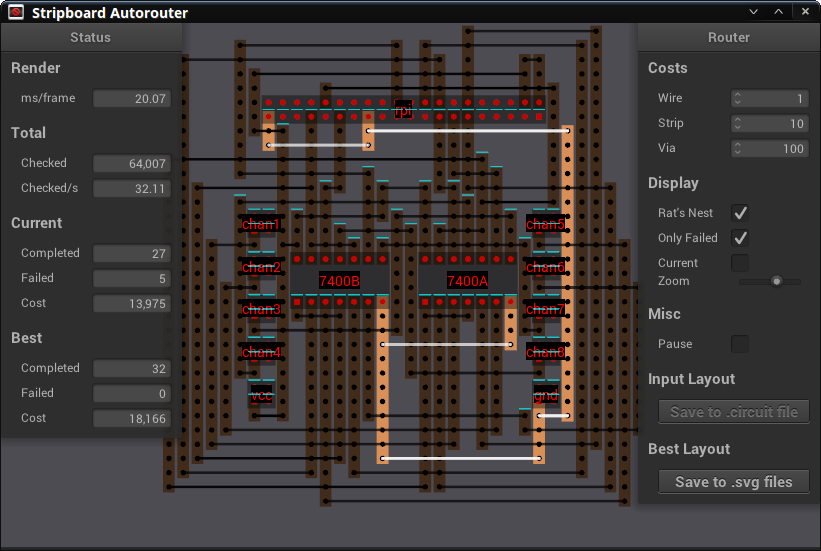 Stripboard Autorouter
Status
Render
ms/frame 20.07
Total
Checked 64,007
Checked/s 32.11
Current
Completed 27
Failed 5
Cost 13,975
Best
Completed 32
Failed 0
Cost 18,166
rpi
chan1
chan2
chan3
chan4
vcc
7400B
7400A
chan5
chan6
chan7
chan8
gnd
Router
Costs
Wire 1
Strip 10
Via 100
Display
Rat's Nest
Only Failed
Current
Zoom
Misc
Pause
Input Layout
Save to .circuit file
Best Layout
Save to .svg files